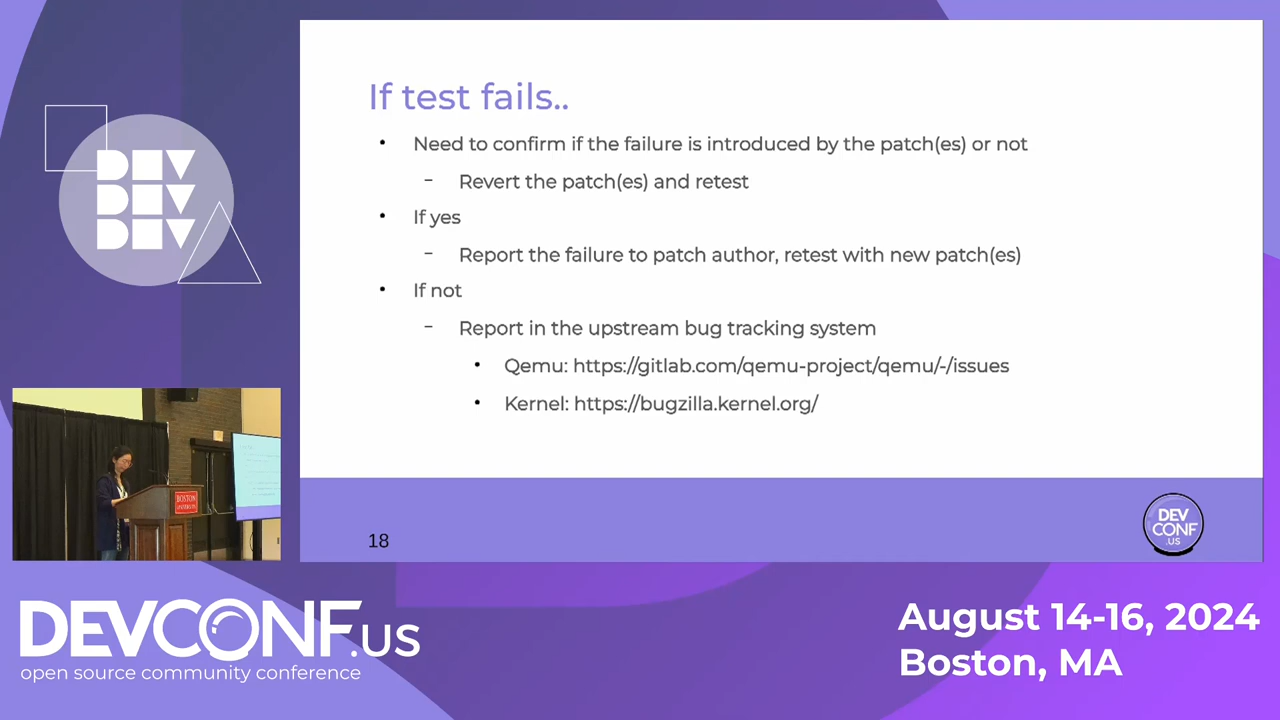 If test fails..
• Need to confirm if the failure is introduced by the patch(es) or not
– Revert the patch(es) and retest
• If yes
– Report the failure to patch author, retest with new patch(es)
• If not
– Report in the upstream bug tracking system
• Qemu: https://gitlab.com/qemu-project/qemu/-/issues
• Kernel: https://bugzilla.kernel.org/
18
DEV
CONF
.US
DEV
DEV
DEV
BOSTON
UNIVERSITY
DEVCONF.US
open source community conference
August 14-16, 2024
Boston, MA